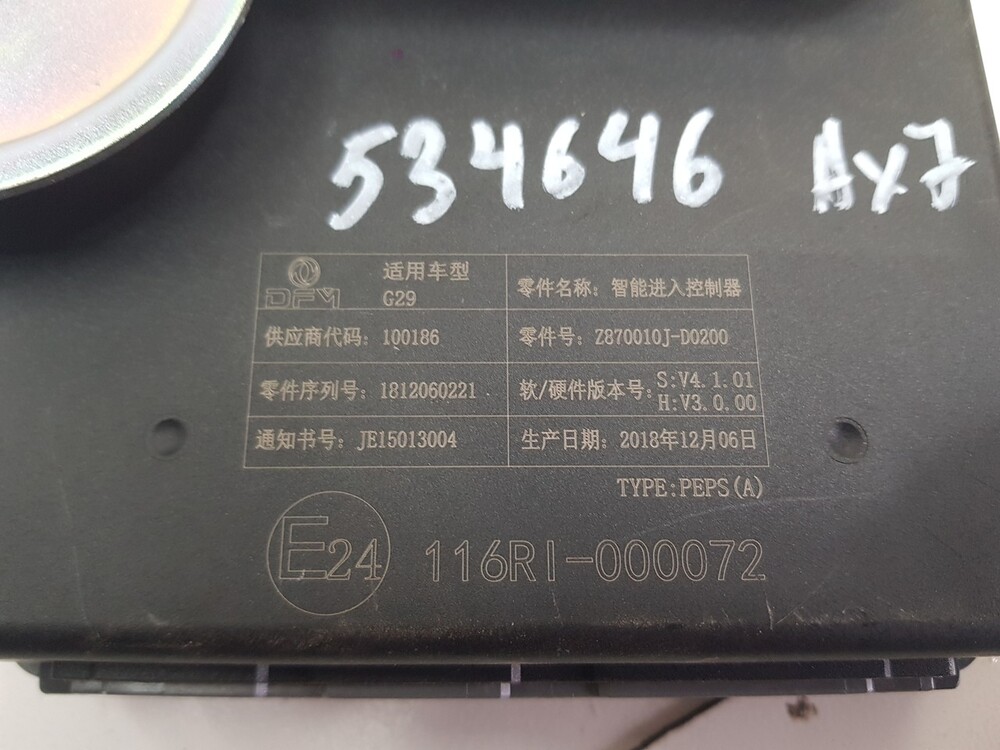 534646 Ax7
DFM
适用车型
G29
零件名称：智能进入控制器
供应商代码：100186
零件号：Z870010J-D0200
零件序列号：1812060221
软/硬件版本号：S:V4.1.01
H:V3.0.00
通知书号：JE15013004
生产日期：2018年12月06日
TYPE:PEPS(A)
E24 116RI-000072